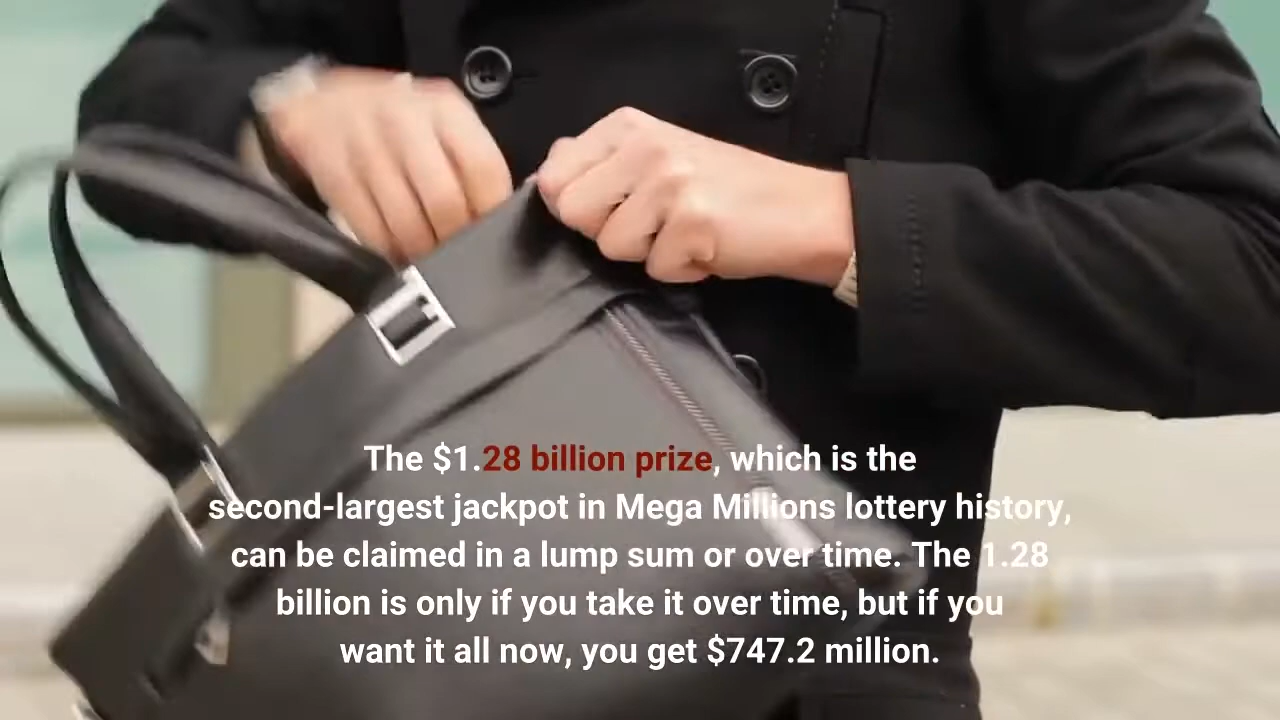 The $1.28 billion prize, which is the
second-largest jackpot in Mega Millions lottery history,
can be claimed in a lump sum or over time. The 1.28
billion is only if you take it over time, but if you
want it all now, you get $747.2 million.